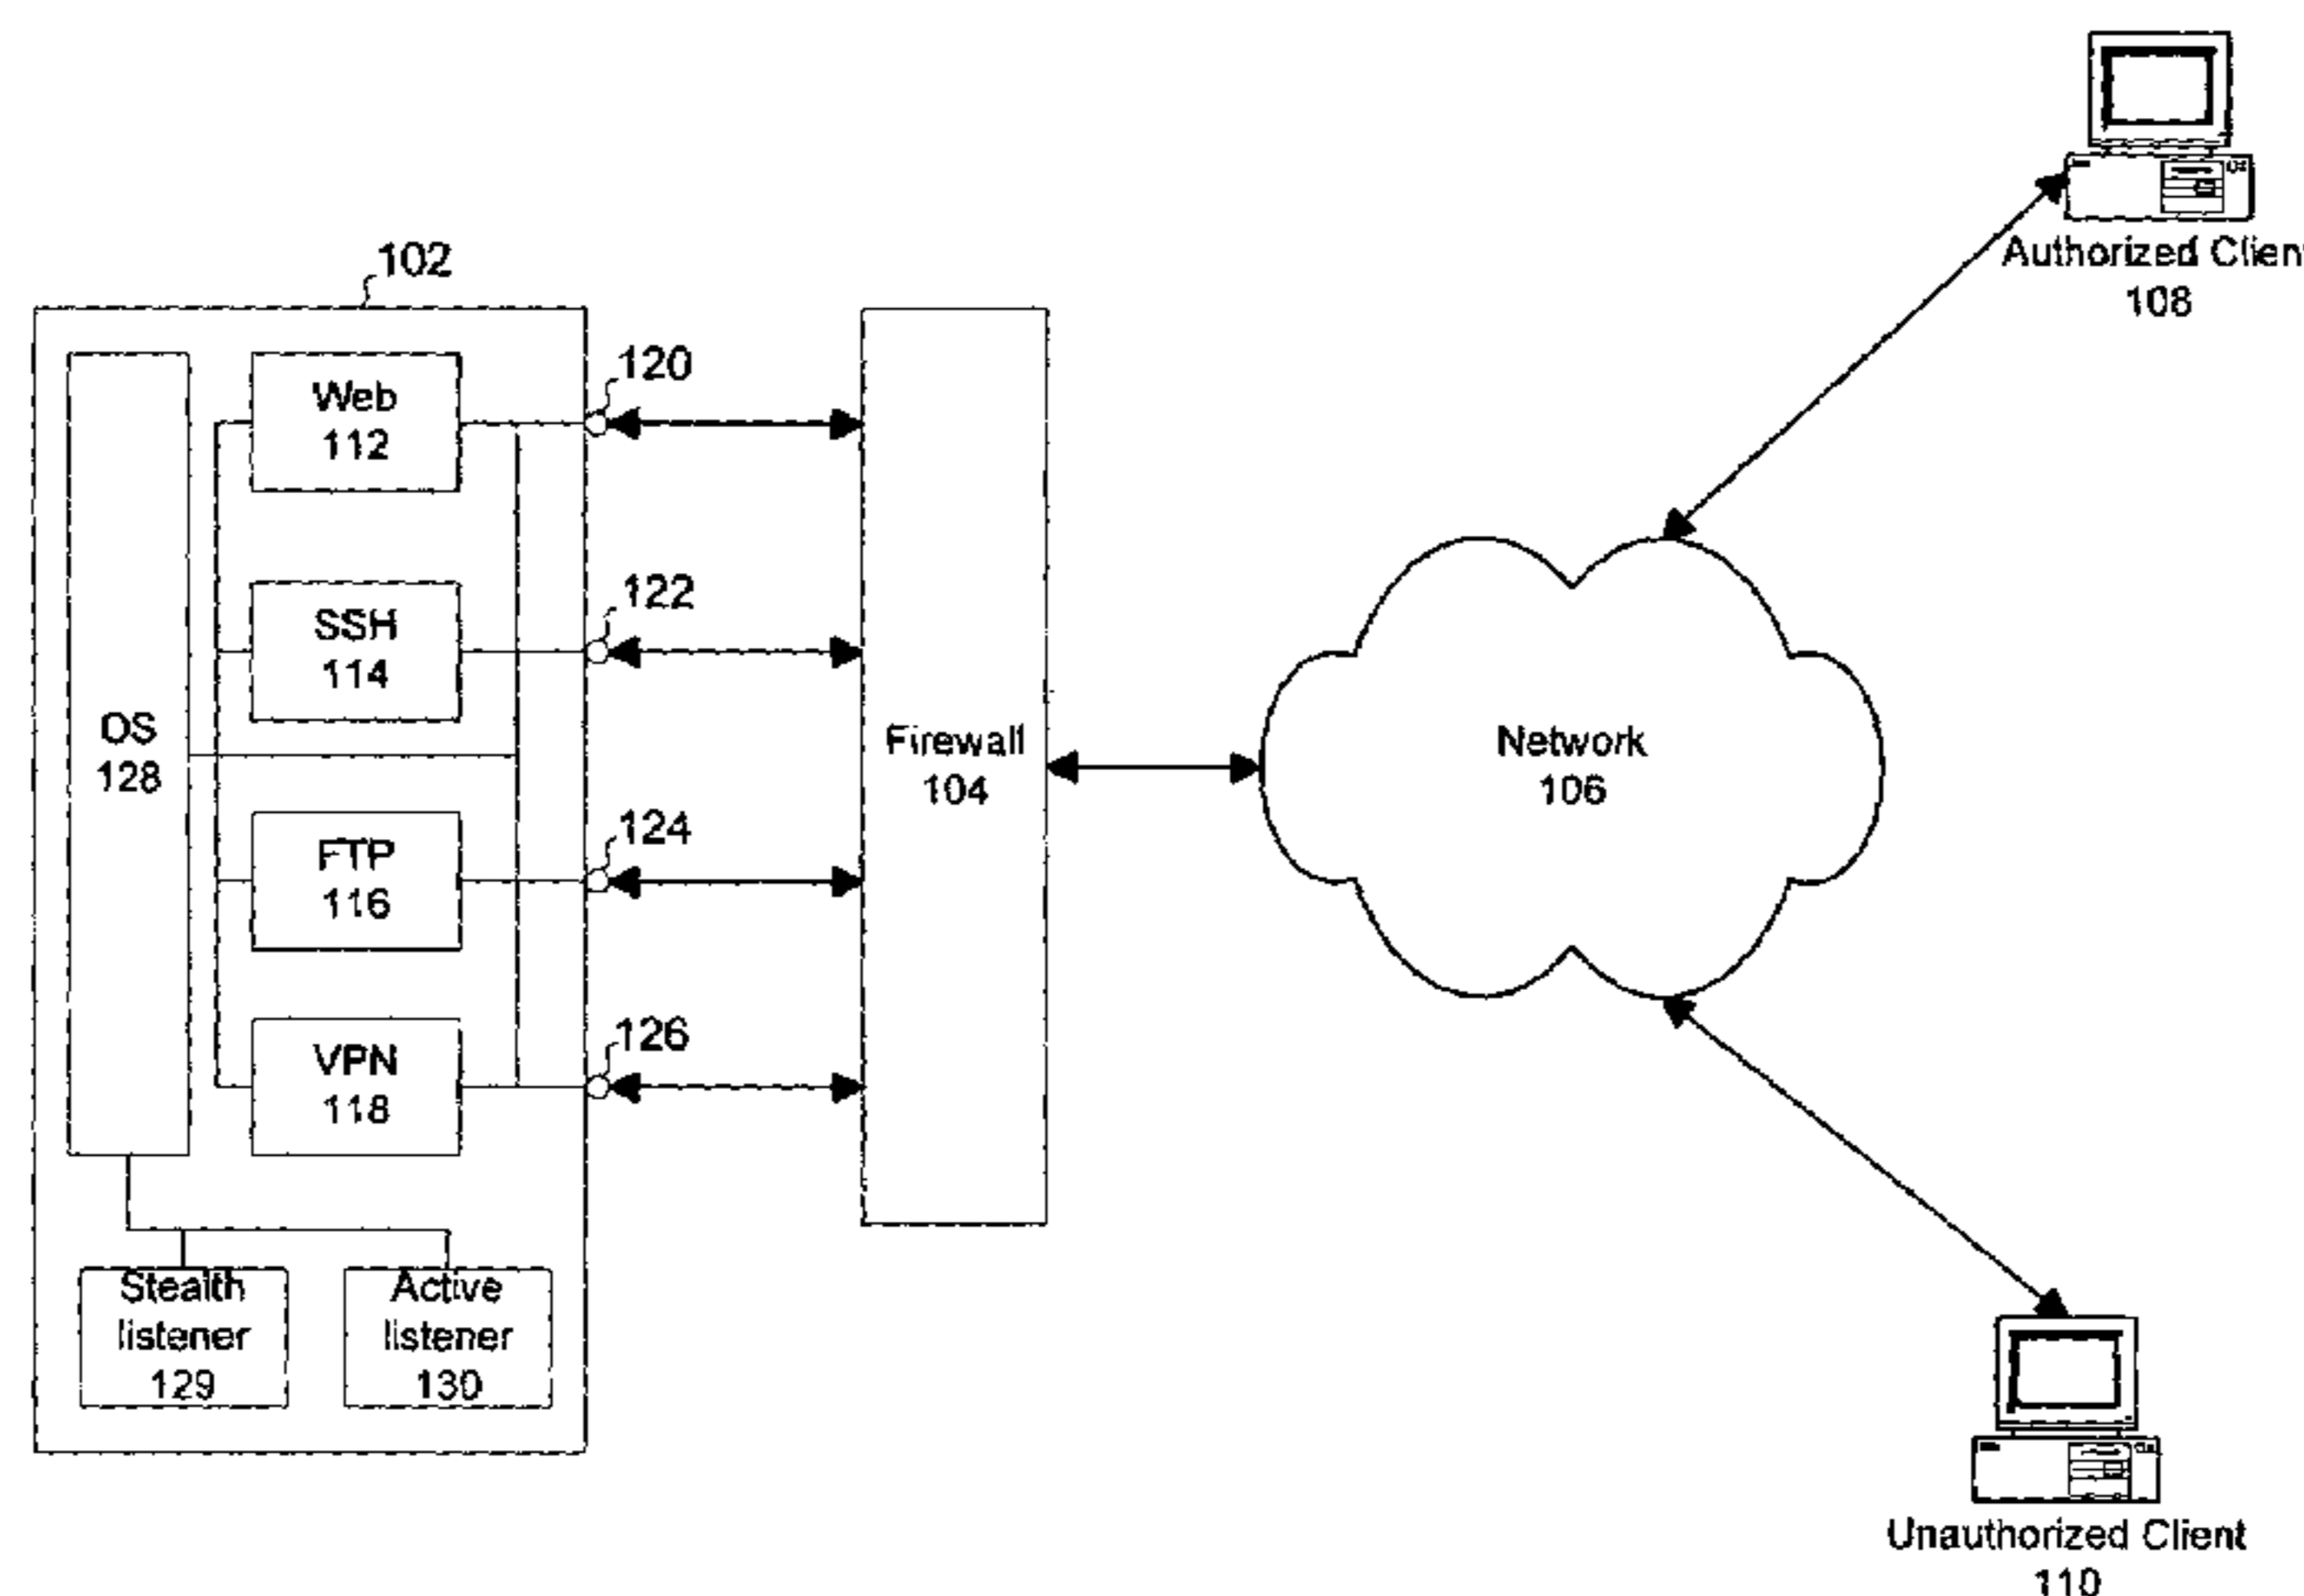 102
OS
128
Web
112
SSH
114
FTP
116
VPN
118
Stealth
listener
129
Active
listener
130
120
122
124
126
Firewall
104
Network
106
Authorized Client
108
Unauthorized Client
110